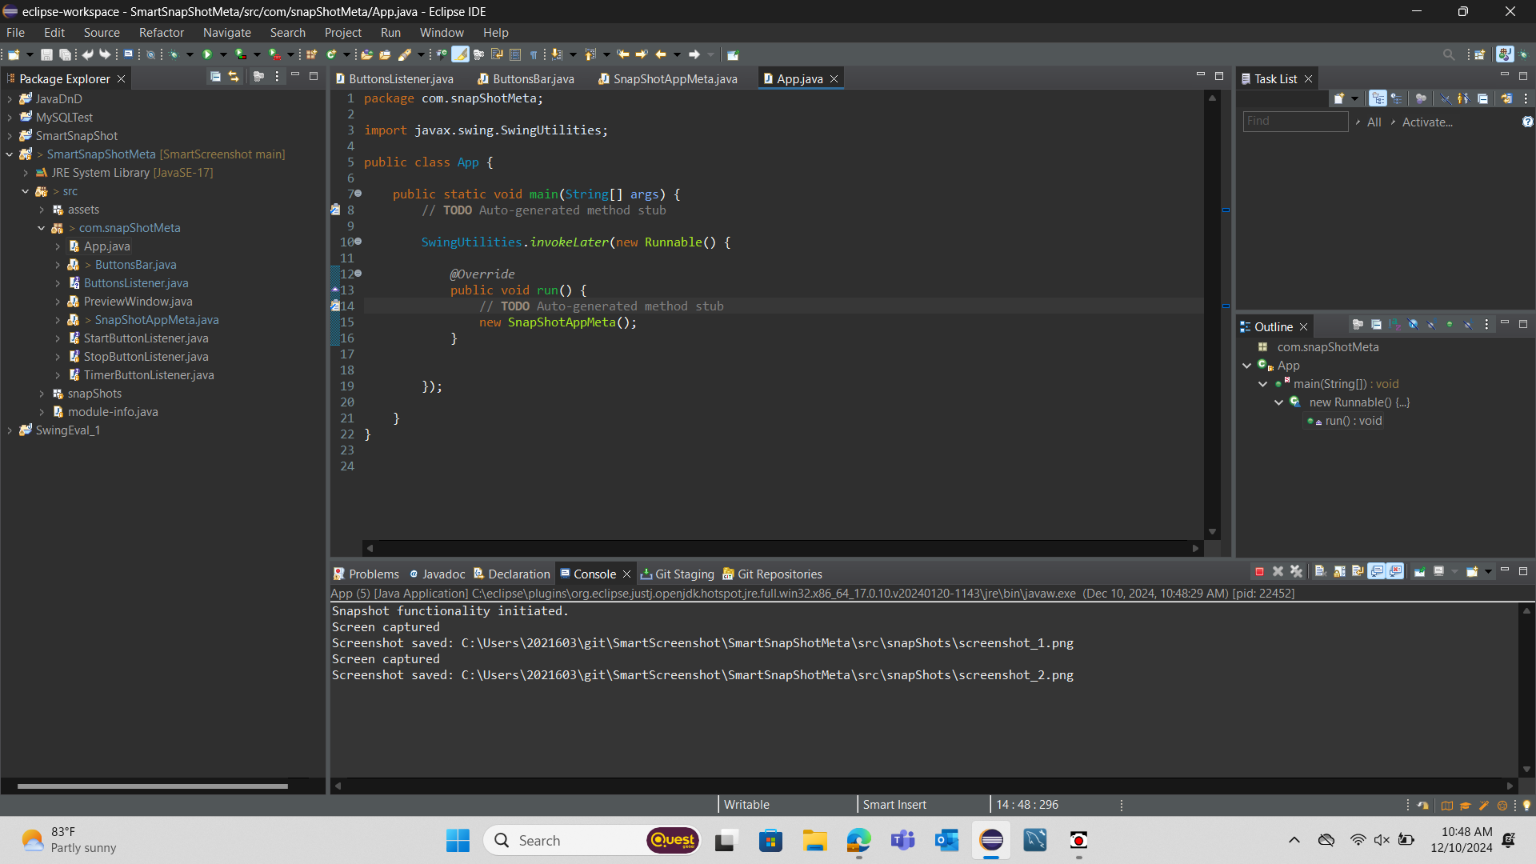 eclipse-workspace - SmartSnapShotMeta/src/com/snapShotMeta/App.java - Eclipse IDE
File Edit Source Refactor Navigate Search Project Run Window Help
Package Explorer
JavaDnD
MySQLTest
SmartSnapShot
> SmartSnapShotMeta [SmartScreenshot main]
JRE System Library [JavaSE-17]
> src
assets
> com.snapShotMeta
App.java
> ButtonsBar.java
ButtonsListener.java
PreviewWindow.java
> SnapShotAppMeta.java
StartButtonListener.java
StopButtonListener.java
TimerButtonListener.java
snapShots
module-info.java
SwingEval_1
ButtonsListener.java ButtonsBar.java SnapShotAppMeta.java App.java
1 package com.snapShotMeta;
2
3 import javax.swing.SwingUtilities;
4
5 public class App {
6
7 public static void main(String[] args) {
8 // TODO Auto-generated method stub
9
10 SwingUtilities.invokeLater(new Runnable() {
11
12 @Override
13 public void run() {
14 // TODO Auto-generated method stub
15 new SnapShotAppMeta();
16 }
17
18
19 });
20
21 }
22 }
23
24
Task List
Find All Activate...
Outline
com.snapShotMeta
App
main(String[]) : void
new Runnable() {...}
run() : void
Problems Javadoc Declaration Console Git Staging Git Repositories
App (5) [Java Application] C:\eclipse\plugins\org.eclipse.justj.openjdk.hotspot.jre.full.win32.x86_64_17.0.10.v20240120-1143\jre\bin\javaw.exe (Dec 10, 2024, 10:48:29 AM) [pid: 22452]
Snapshot functionality initiated.
Screen captured
Screenshot saved: C:\Users\2021603\git\SmartScreenshot\SmartSnapShotMeta\src\snapShots\screenshot_1.png
Screen captured
Screenshot saved: C:\Users\2021603\git\SmartScreenshot\SmartSnapShotMeta\src\snapShots\screenshot_2.png
Writable Smart Insert 14 : 48 : 296
83°F
Partly sunny
Search Quest
10:48 AM
12/10/2024